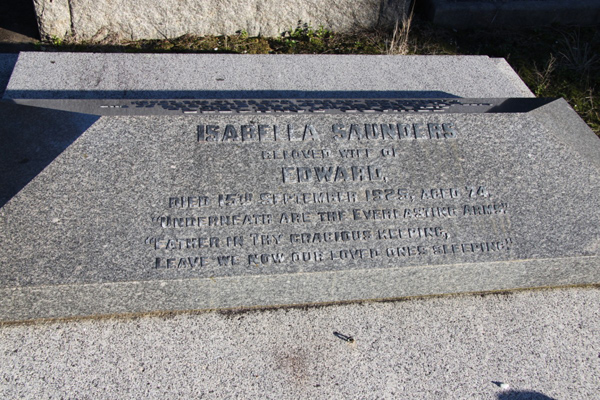 ISABELLA SAUNDERS
BELOVED WIFE OF
EDWARD,
DIED 15TH SEPTEMBER 1925, AGED 74.
"UNDERNEATH ARE THE EVERLASTING ARMS"
"FATHER IN THY GRACIOUS KEEPING,
LEAVE WE NOW OUR LOVED ONES SLEEPING"